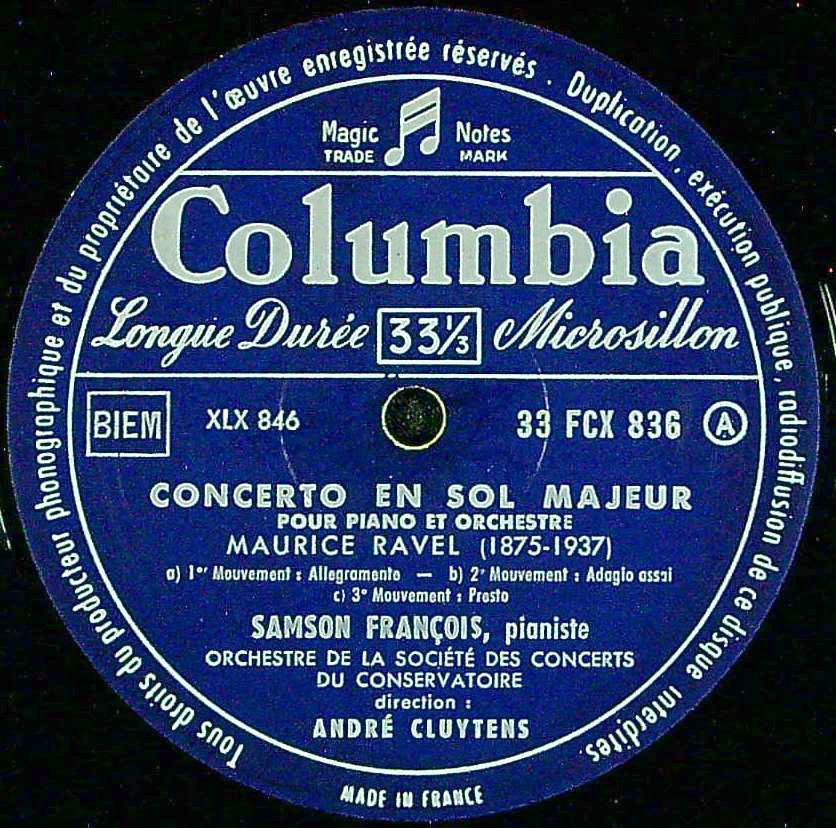 Tous droits du producteur phonographique et du propriétaire de l'œuvre enregistrée réservés. Duplication, exécution publique, radiodiffusion de ce disque interdites.
Magic Notes
TRADE MARK
Columbia
Longue Durée 33⅓ Microsillon
BIEM XLX 846 33 FCX 836 A
CONCERTO EN SOL MAJEUR
POUR PIANO ET ORCHESTRE
MAURICE RAVEL (1875-1937)
a) 1er Mouvement : Allegramente — b) 2e Mouvement : Adagio assai
c) 3e Mouvement : Presto
SAMSON FRANÇOIS, pianiste
ORCHESTRE DE LA SOCIÉTÉ DES CONCERTS
DU CONSERVATOIRE
direction :
ANDRÉ CLUYTENS
MADE IN FRANCE